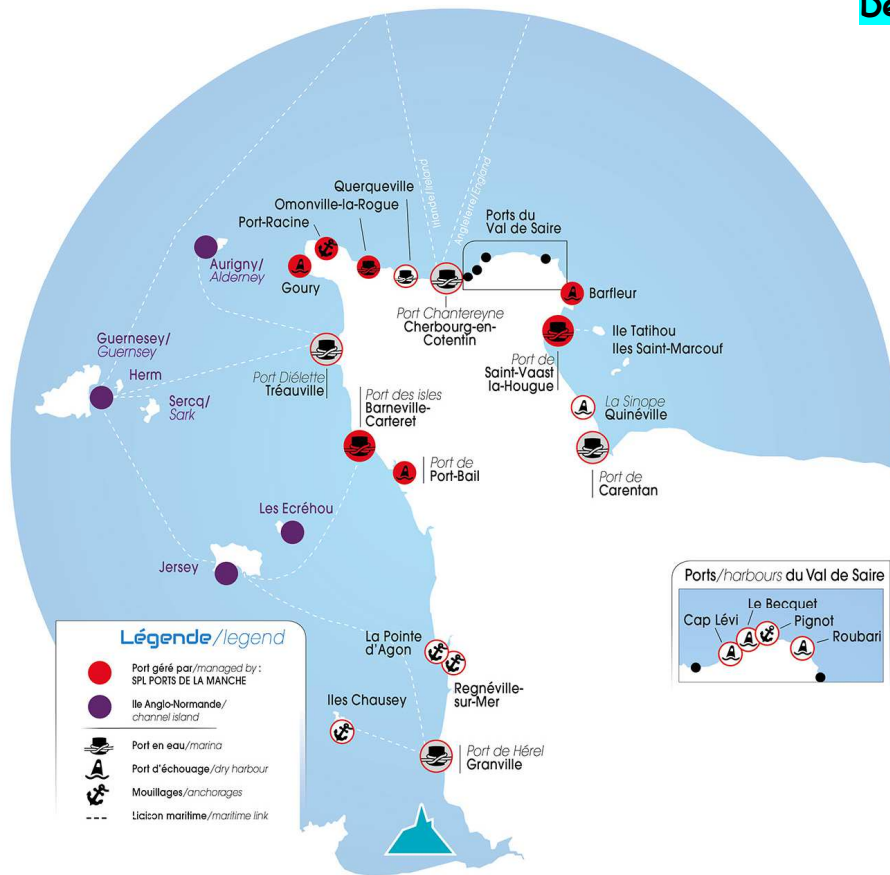 De
Irlande/Ireland
Angleterre/England
Querqueville
Omonville-la-Rogue
Port-Racine
Goury
Ports du
Val de Saire
Aurigny/
Alderney
Port Chantereyne
Cherbourg-en-
Cotentin
Barfleur
Ile Tatihou
Iles Saint-Marcouf
Port de
Saint-Vaast
la-Hougue
Guernesey/
Guernsey
Herm
Sercq/
Sark
Port Diélette
Tréauville
Port des isles
Barneville-
Carteret
La Sinope
Quinéville
Port de
Port-Bail
Port de
Carentan
Les Ecréhou
Jersey
La Pointe
d'Agon
Regnéville-
sur-Mer
Iles Chausey
Port de Hérel
Granville
Ports/harbours du Val de Saire
Le Becquet
Cap Lévi
Pignot
Roubari
Légende/legend
Port géré par/managed by :
SPL PORTS DE LA MANCHE
Ile Anglo-Normande/
channel island
Port en eau/marina
Port d'échouage/dry harbour
Mouillages/anchorages
Liaison maritime/maritime link